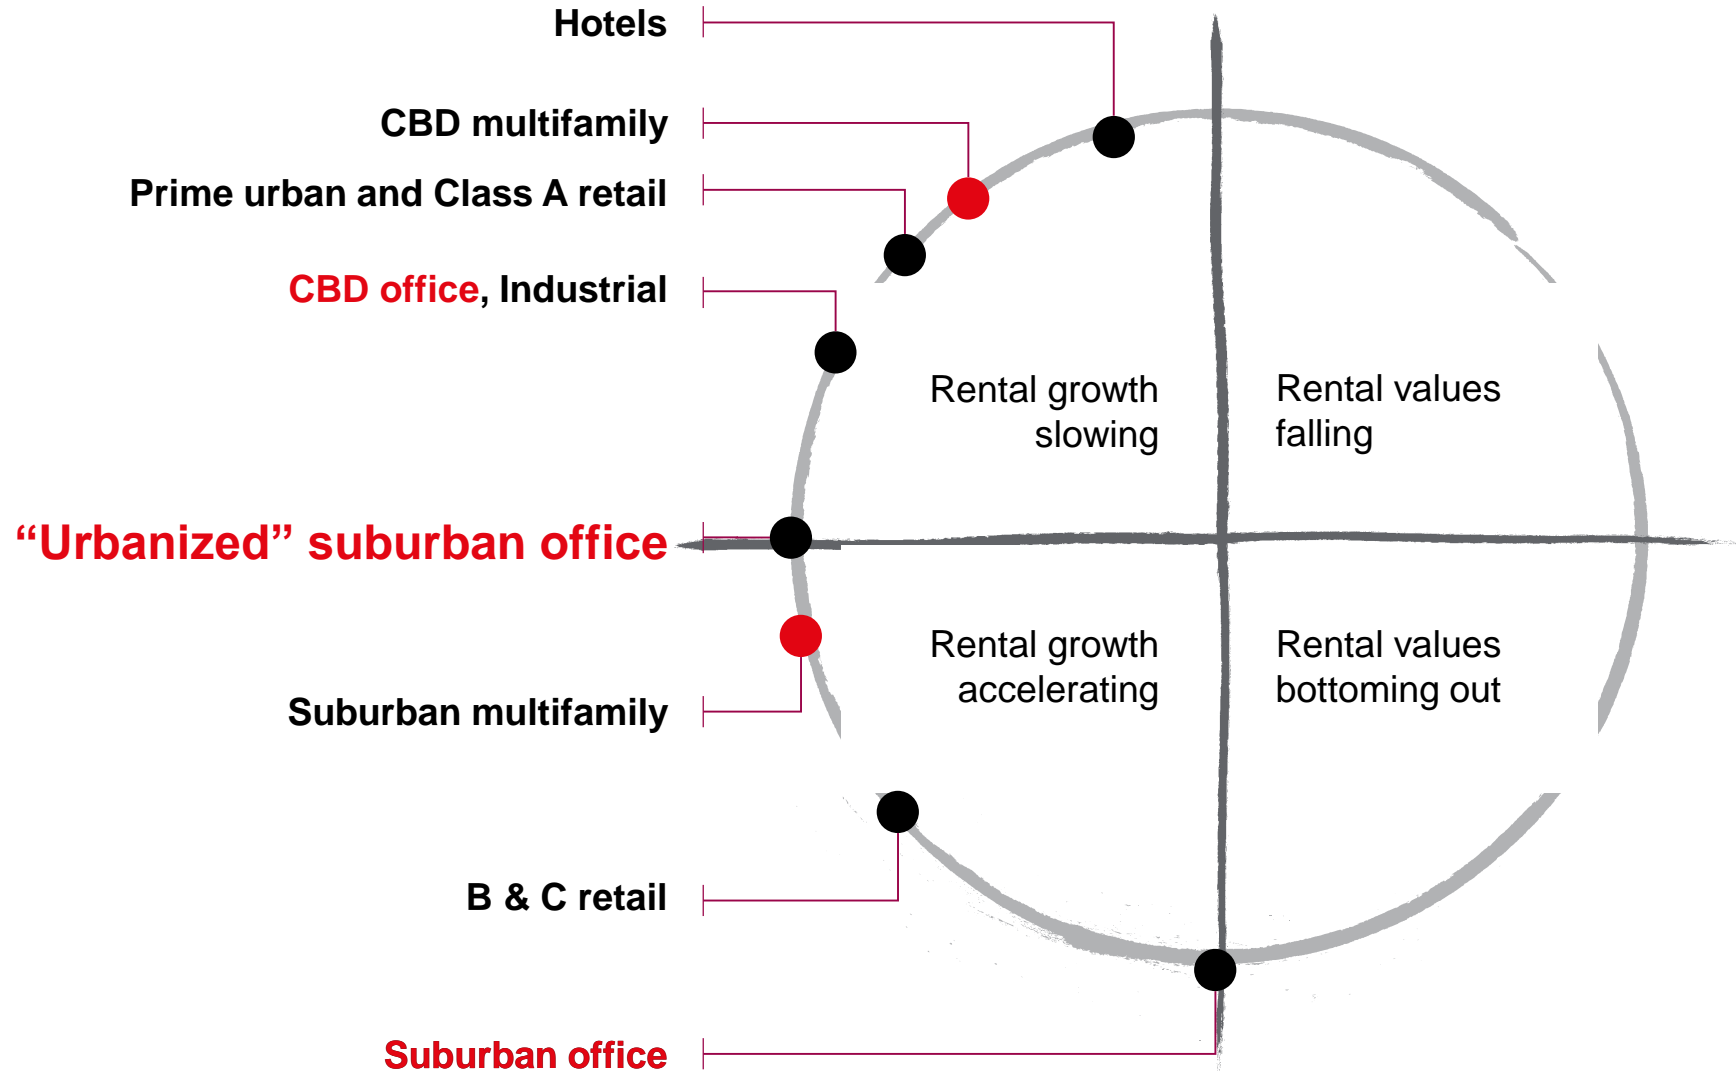 Hotels
CBD multifamily
Prime urban and Class A retail
CBD office, Industrial
Rental growth
slowing
Rental values
falling
“Urbanized” suburban office
Rental growth
accelerating
Rental values
bottoming out
Suburban multifamily
B & C retail
Suburban office